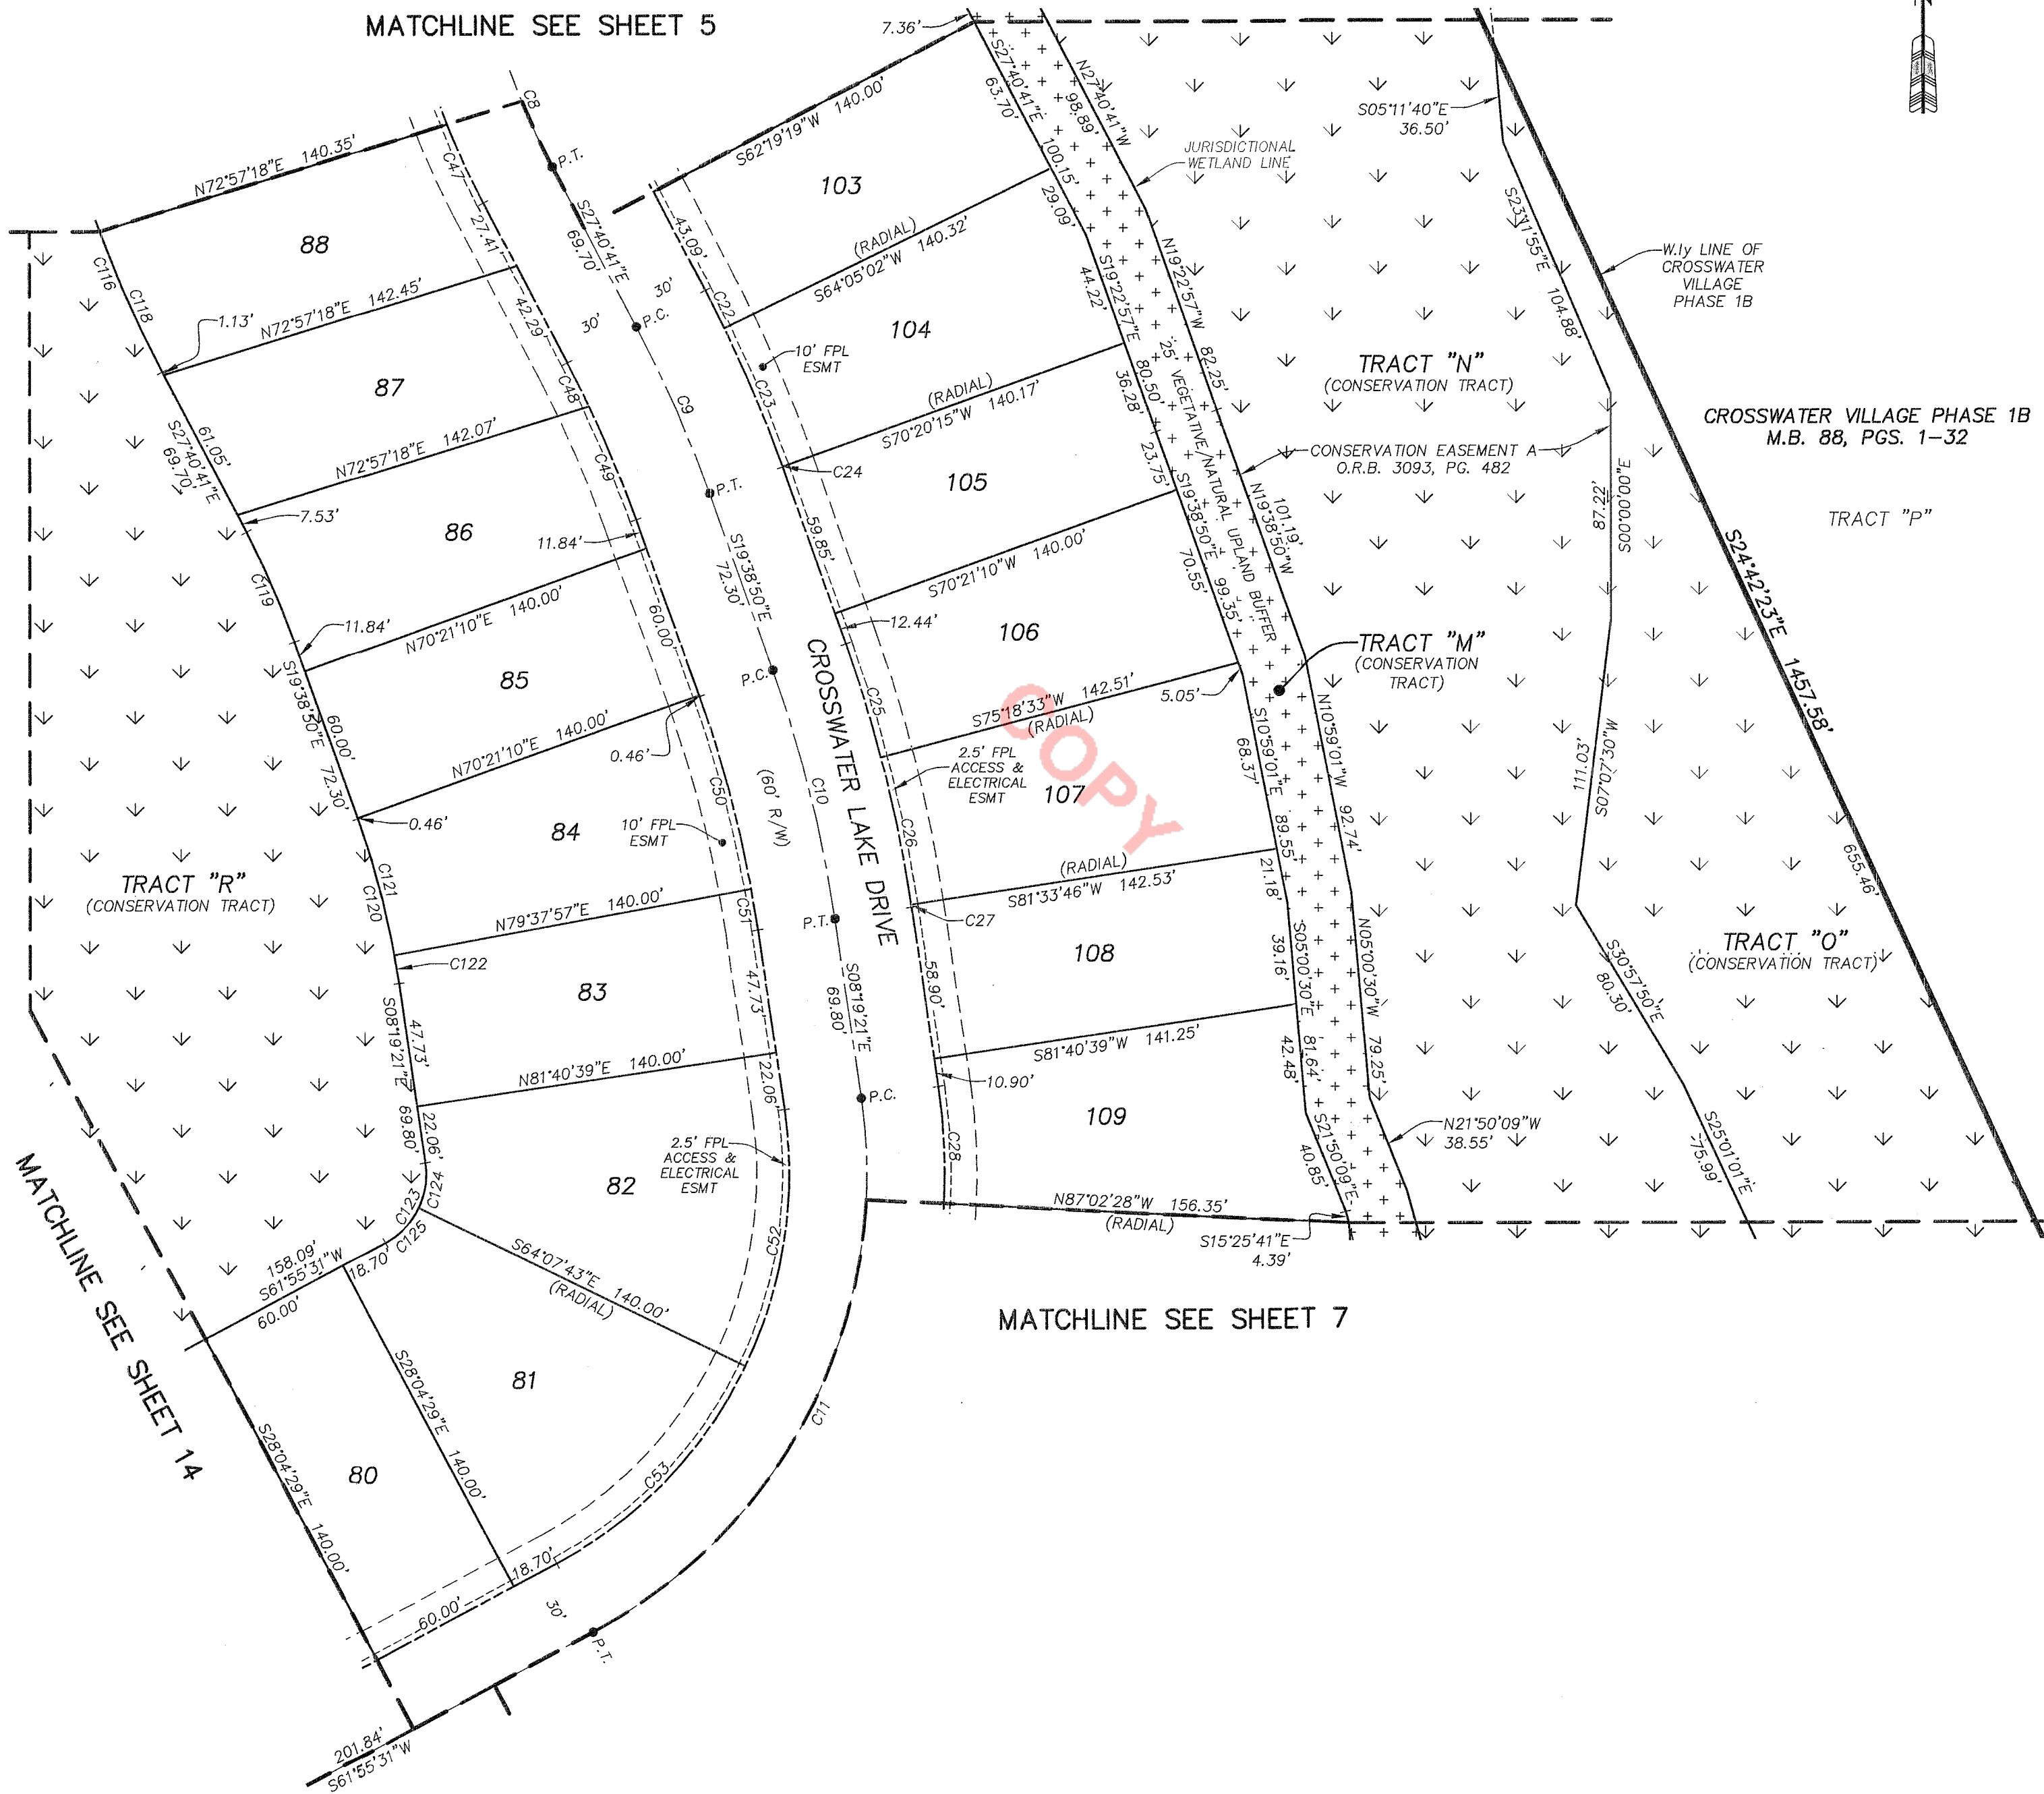 MATCHLINE SEE SHEET 5
7.36'
C8
P.T.
S27°40'41"E
69.70'
30'
30'
P.C.
C9
P.T.
S19°38'50"E
72.30'
P.C.
CROSSWATER LAKE DRIVE
(60' R/W)
C10
P.T.
S08°19'21"E
69.80'
P.C.
C11
P.T.
30'
201.84'
S61°55'31"W
N72°57'18"E 140.35'
C47
27.41'
88
C116
C118
1.13'
N72°57'18"E 142.45'
42.29'
C48
87
61.05'
S27°40'41"E
69.70'
N72°57'18"E 142.07'
C49
7.53'
86
11.84'
C119
11.84'
N70°21'10"E 140.00'
60.00'
85
S19°38'50"E 72.30'
60.00'
N70°21'10"E 140.00'
0.46'
0.46'
C50
84
10' FPL
ESMT
C121
C120
N79°37'57"E 140.00'
C51
C122
83
47.73'
47.73'
S08°19'21"E
69.80'
N81°40'39"E 140.00'
22.06'
22.06'
82
2.5' FPL
ACCESS &
ELECTRICAL
ESMT
C123
C124
C125
C52
S64°07'43"E 140.00'
(RADIAL)
158.09'
S61°55'31"W
18.70'
60.00'
81
S28°04'29"E 140.00'
C53
80
S28°04'29"E 140.00'
18.70'
60.00'
TRACT "R"
(CONSERVATION TRACT)
MATCHLINE SEE SHEET 14
S62°19'19"W 140.00'
103
43.09'
C22
S27°40'41"E
63.70'
100.15'
29.09'
(RADIAL)
S64°05'02"W 140.32'
104
10' FPL
ESMT
C23
44.22'
S19°22'57"E
80.50'
36.28'
(RADIAL)
S70°20'15"W 140.17'
C24
105
59.85'
23.75'
S70°21'10"W 140.00'
12.44'
106
S19°38'50"E 99.35'
70.55'
C25
S75°18'33"W 142.51'
(RADIAL)
5.05'
2.5' FPL
ACCESS &
ELECTRICAL
ESMT
107
C26
S10°59'01"E
68.37'
89.55'
21.18'
(RADIAL)
S81°33'46"W 142.53'
C27
108
58.90'
39.16'
S05°00'30"E
81.64'
42.48'
S81°40'39"W 141.25'
10.90'
109
C28
S21°50'09"E
40.85'
N87°02'28"W 156.35'
(RADIAL)
S15°25'41"E
4.39'
MATCHLINE SEE SHEET 7
N27°40'41"W
98.89'
JURISDICTIONAL
WETLAND LINE
N19°22'57"W 82.25'
25' VEGETATIVE/NATURAL UPLAND BUFFER
101.19'
N19°38'50"W
N10°59'01"W 92.74'
N05°00'30"W 79.25'
N21°50'09"W
38.55'
TRACT "M"
(CONSERVATION
TRACT)
TRACT "N"
(CONSERVATION TRACT)
CONSERVATION EASEMENT A
O.R.B. 3093, PG. 482
S05°11'40"E
36.50'
S23°11'55"E 104.88'
87.22'
S00°00'00"E
111.03'
S07°07'30"W
S30°57'50"E
80.30'
S25°01'01"E
75.99'
TRACT "O"
(CONSERVATION TRACT)
W.ly LINE OF
CROSSWATER
VILLAGE
PHASE 1B
CROSSWATER VILLAGE PHASE 1B
M.B. 88, PGS. 1-32
TRACT "P"
S24°42'23"E 1457.58'
655.46'
COPY